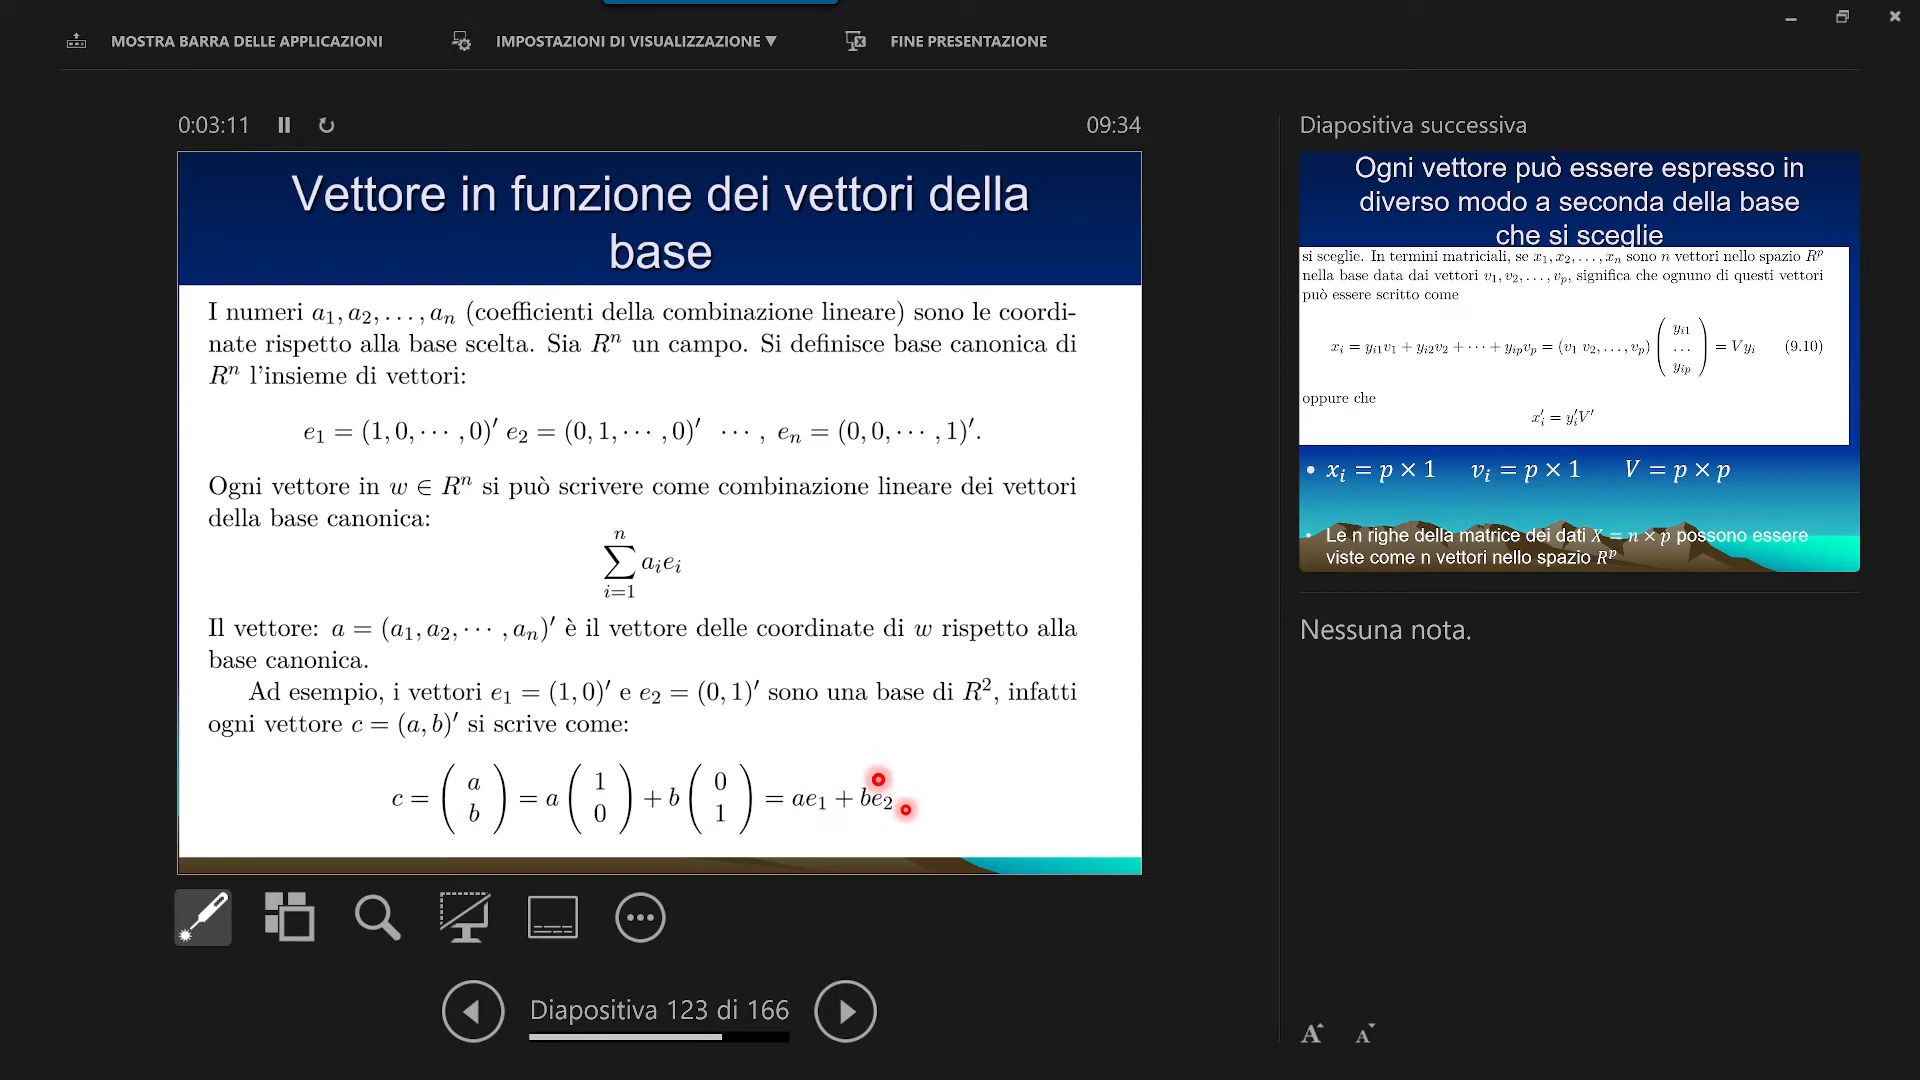 MOSTRA BARRA DELLE APPLICAZIONI
IMPOSTAZIONI DI VISUALIZZAZIONE ▼
FINE PRESENTAZIONE
0:03:11
09:34
Vettore in funzione dei vettori della
base
I numeri a₁, a₂, . . . , aₙ (coefficienti della combinazione lineare) sono le coordi-
nate rispetto alla base scelta. Sia Rⁿ un campo. Si definisce base canonica di
Rⁿ l'insieme di vettori:
e₁ = (1, 0, ⋯ , 0)′ e₂ = (0, 1, ⋯ , 0)′ ⋯ , eₙ = (0, 0, ⋯ , 1)′.
Ogni vettore in w ∈ Rⁿ si può scrivere come combinazione lineare dei vettori
della base canonica:
n
∑ aᵢeᵢ
i=1
Il vettore: a = (a₁, a₂, ⋯ , aₙ)′ è il vettore delle coordinate di w rispetto alla
base canonica.
Ad esempio, i vettori e₁ = (1, 0)′ e e₂ = (0, 1)′ sono una base di R², infatti
ogni vettore c = (a, b)′ si scrive come:
c = ( a b ) = a ( 1 0 ) + b ( 0 1 ) = ae₁ + be₂
Diapositiva 123 di 166
Diapositiva successiva
Ogni vettore può essere espresso in
diverso modo a seconda della base
che si sceglie
si sceglie. In termini matriciali, se x₁, x₂, . . . , xₙ sono n vettori nello spazio Rᵖ
nella base data dai vettori v₁, v₂, . . . , vₚ, significa che ognuno di questi vettori
può essere scritto come
xᵢ = yᵢ₁v₁ + yᵢ₂v₂ + ⋯ + yᵢₚvₚ = (v₁ v₂, . . . , vₚ) ( yᵢ₁ … yᵢₚ ) = Vyᵢ (9.10)
oppure che
x′ᵢ = y′ᵢV′
• xᵢ = p × 1 vᵢ = p × 1 V = p × p
• Le n righe della matrice dei dati X = n × p possono essere
viste come n vettori nello spazio Rᵖ
Nessuna nota.
A A